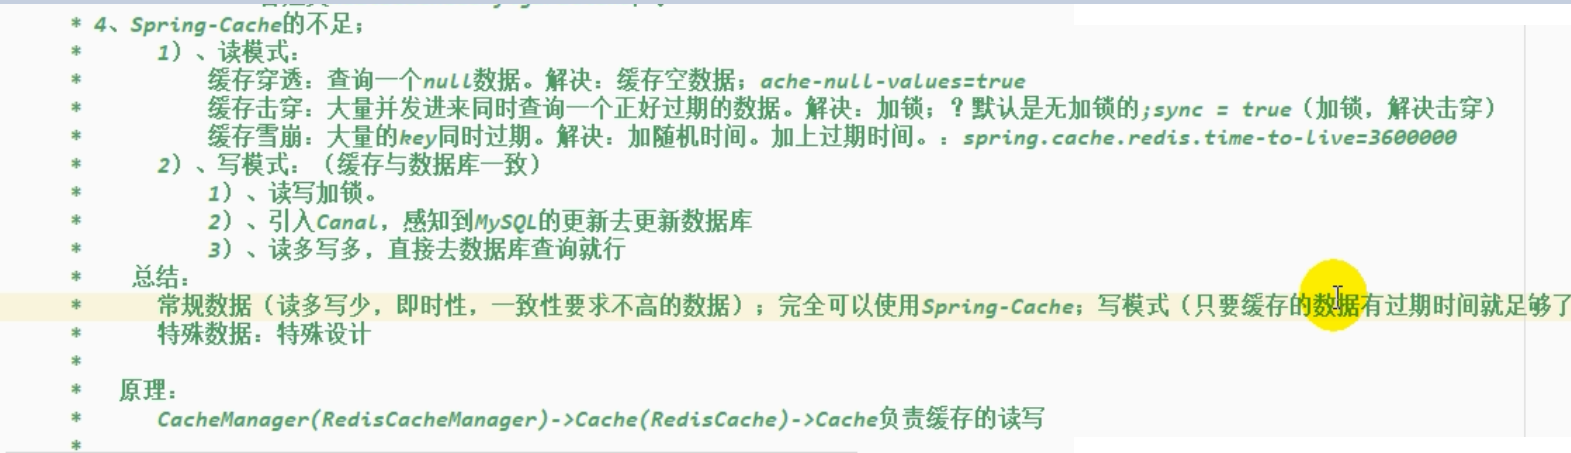 * 4、Spring-Cache的不足；
* 1）、读模式：
* 缓存穿透：查询一个null数据。解决：缓存空数据；ache-null-values=true
* 缓存击穿：大量并发进来同时查询一个正好过期的数据。解决：加锁；？默认是无加锁的;sync = true（加锁，解决击穿）
* 缓存雪崩：大量的key同时过期。解决：加随机时间。加上过期时间。：spring.cache.redis.time-to-live=3600000
* 2）、写模式：（缓存与数据库一致）
* 1）、读写加锁。
* 2）、引入Canal，感知到MySQL的更新去更新数据库
* 3）、读多写多，直接去数据库查询就行
* 总结：
* 常规数据（读多写少，即时性，一致性要求不高的数据）；完全可以使用Spring-Cache；写模式（只要缓存的数据有过期时间就足够了
* 特殊数据：特殊设计
*
* 原理：
* CacheManager(RedisCacheManager)->Cache(RedisCache)->Cache负责缓存的读写
*